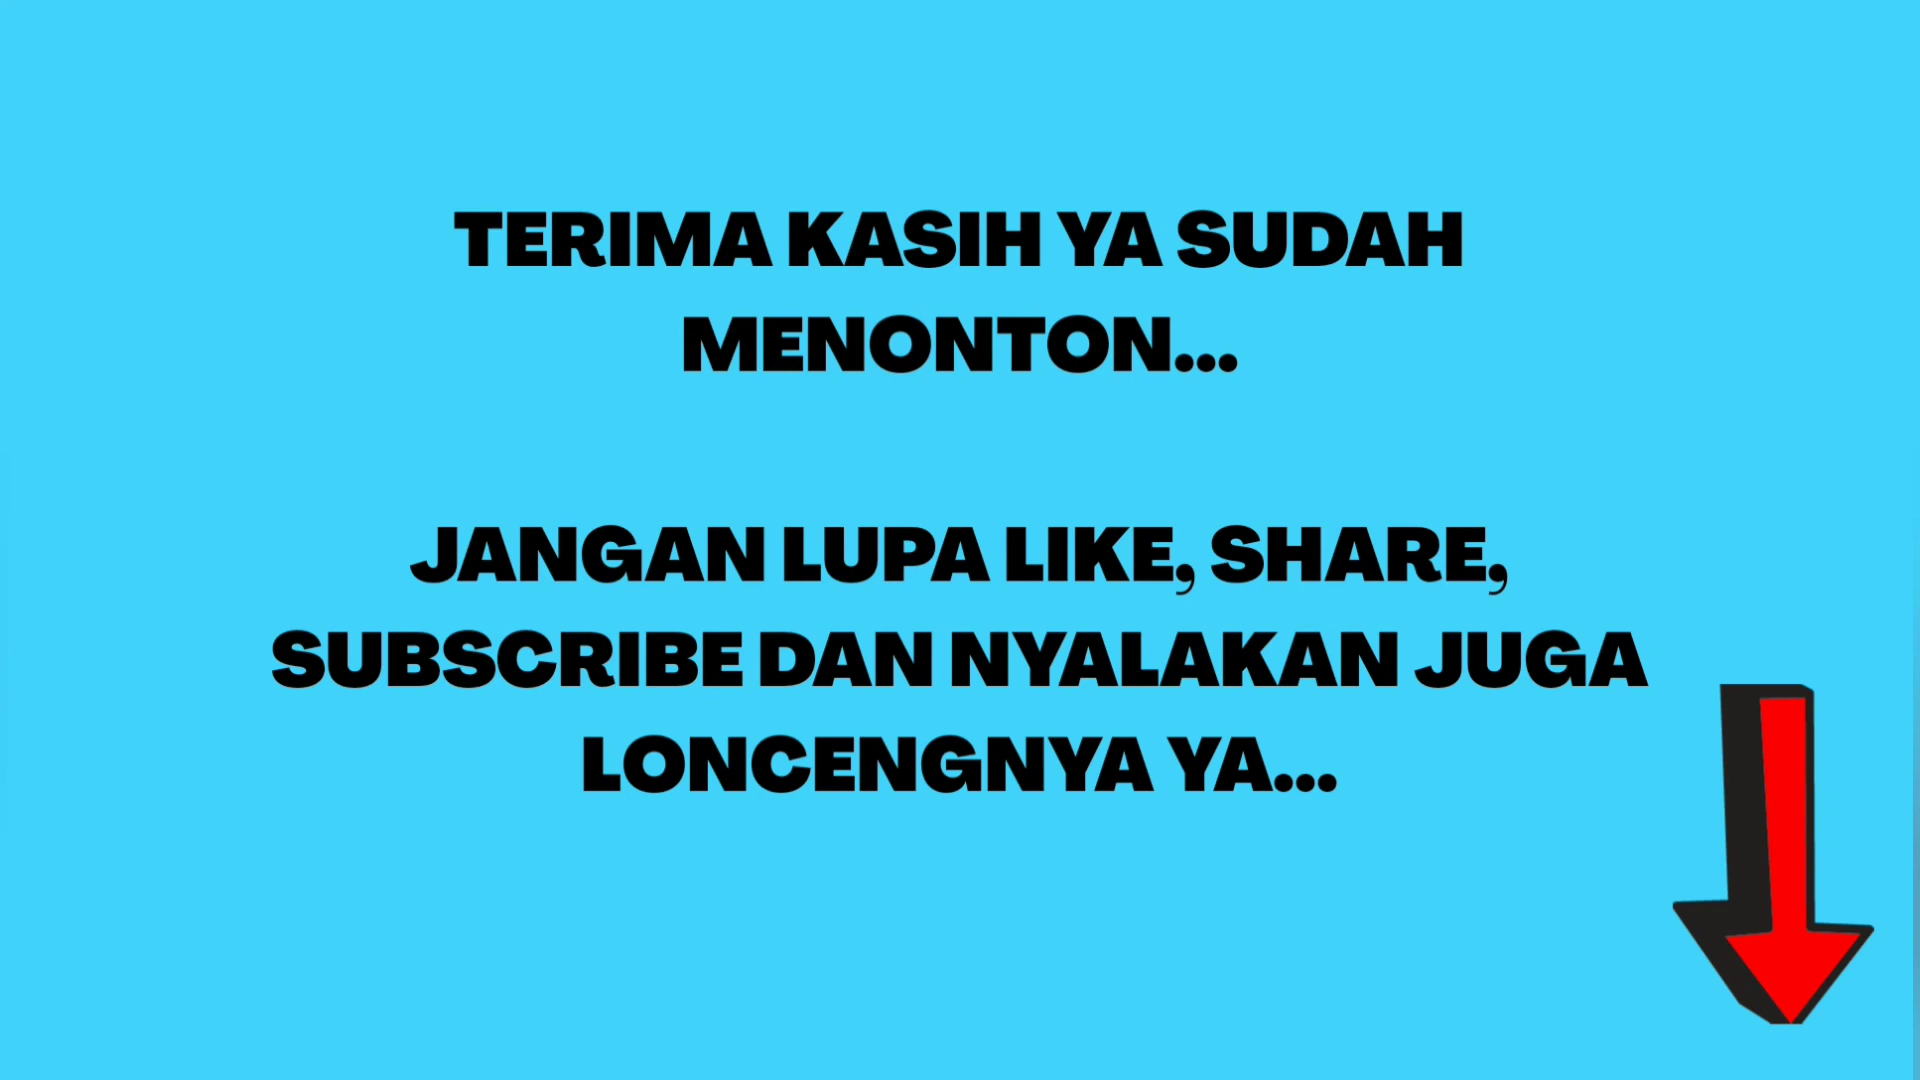 TERIMA KASIH YA SUDAH
MENONTON...
JANGAN LUPA LIKE, SHARE,
SUBSCRIBE DAN NYALAKAN JUGA
LONCENGNYA YA...